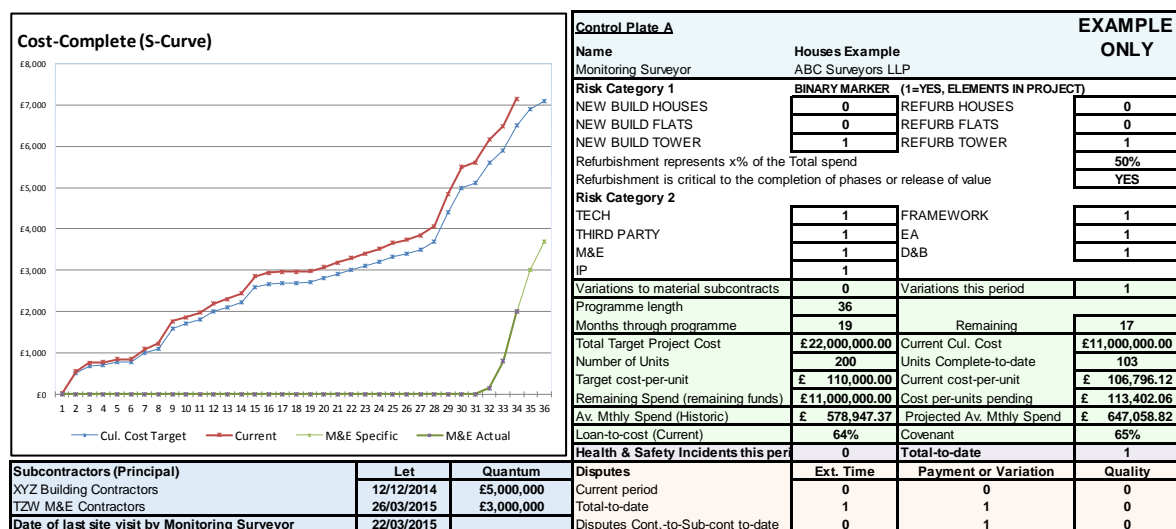 Cost-Complete (S-Curve)
£8,000
£7,000
£6,000
£5,000
£4,000
£3,000
£2,000
£1,000
£0
1 2 3 4 5 6 7 8 9 10 11 12 13 14 15 16 17 18 19 20 21 22 23 24 25 26 27 28 29 30 31 32 33 34 35 36
Cul. Cost Target Current M&E Specific M&E Actual
Control Plate A EXAMPLE
Name Houses Example ONLY
Monitoring Surveyor ABC Surveyors LLP
Risk Category 1 BINARY MARKER (1=YES, ELEMENTS IN PROJECT)
NEW BUILD HOUSES 0 REFURB HOUSES 0
NEW BUILD FLATS 0 REFURB FLATS 0
NEW BUILD TOWER 1 REFURB TOWER 1
Refurbishment represents x% of the Total spend 50%
Refurbishment is critical to the completion of phases or release of value YES
Risk Category 2
TECH 1 FRAMEWORK 1
THIRD PARTY 1 EA 1
M&E 1 D&B 1
IP 1
Variations to material subcontracts 0 Variations this period 1
Programme length 36
Months through programme 19 Remaining 17
Total Target Project Cost £22,000,000.00 Current Cul. Cost £11,000,000.00
Number of Units 200 Units Complete-to-date 103
Target cost-per-unit £ 110,000.00 Current cost-per-unit £ 106,796.12
Remaining Spend (remaining funds) £11,000,000.00 Cost per-units pending £ 113,402.06
Av. Mthly Spend (Historic) £ 578,947.37 Projected Av. Mthly Spend £ 647,058.82
Loan-to-cost (Current) 64% Covenant 65%
Health & Safety Incidents this peri 0 Total-to-date 1
Subcontractors (Principal) Let Quantum
XYZ Building Contractors 12/12/2014 £5,000,000
TZW M&E Contractors 26/03/2015 £3,000,000
Date of last site visit by Monitoring Surveyor 22/03/2015
Disputes Ext. Time Payment or Variation Quality
Current period 0 0 0
Total-to-date 1 1 0
Disputes Cont.-to-Sub-cont to-date 0 1 0